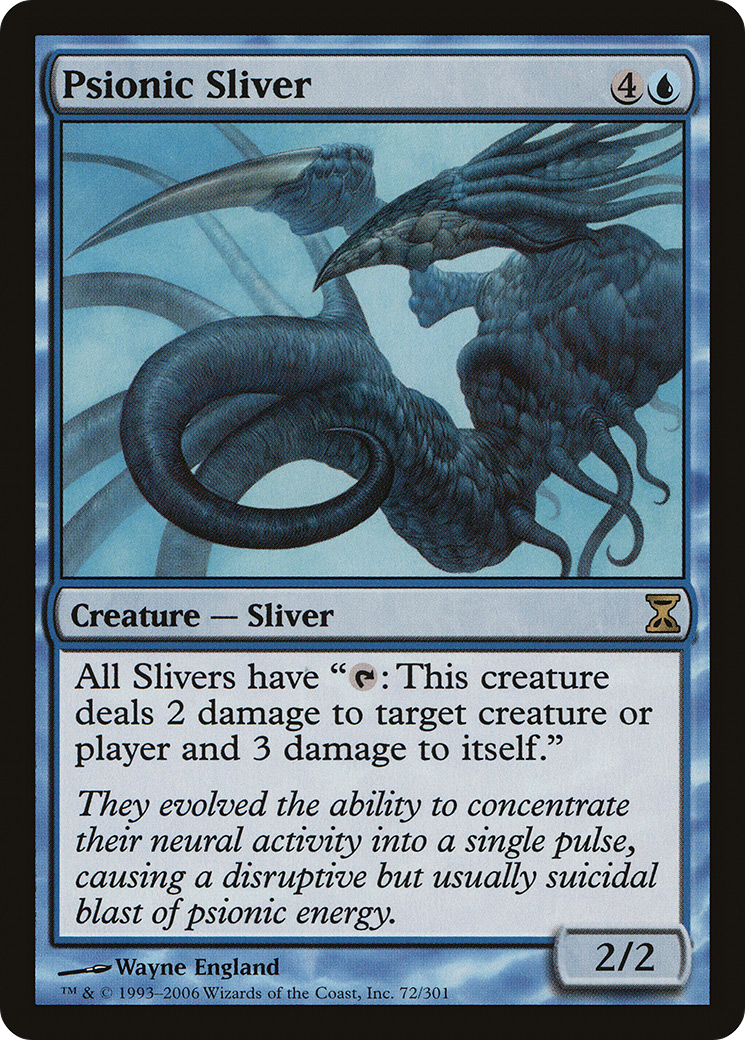 Psionic Sliver 4
Creature — Sliver
All Slivers have “: This creature
deals 2 damage to target creature or
player and 3 damage to itself.”
They evolved the ability to concentrate
their neural activity into a single pulse,
causing a disruptive but usually suicidal
blast of psionic energy.
2/2
Wayne England
™ & © 1993–2006 Wizards of the Coast, Inc. 72/301